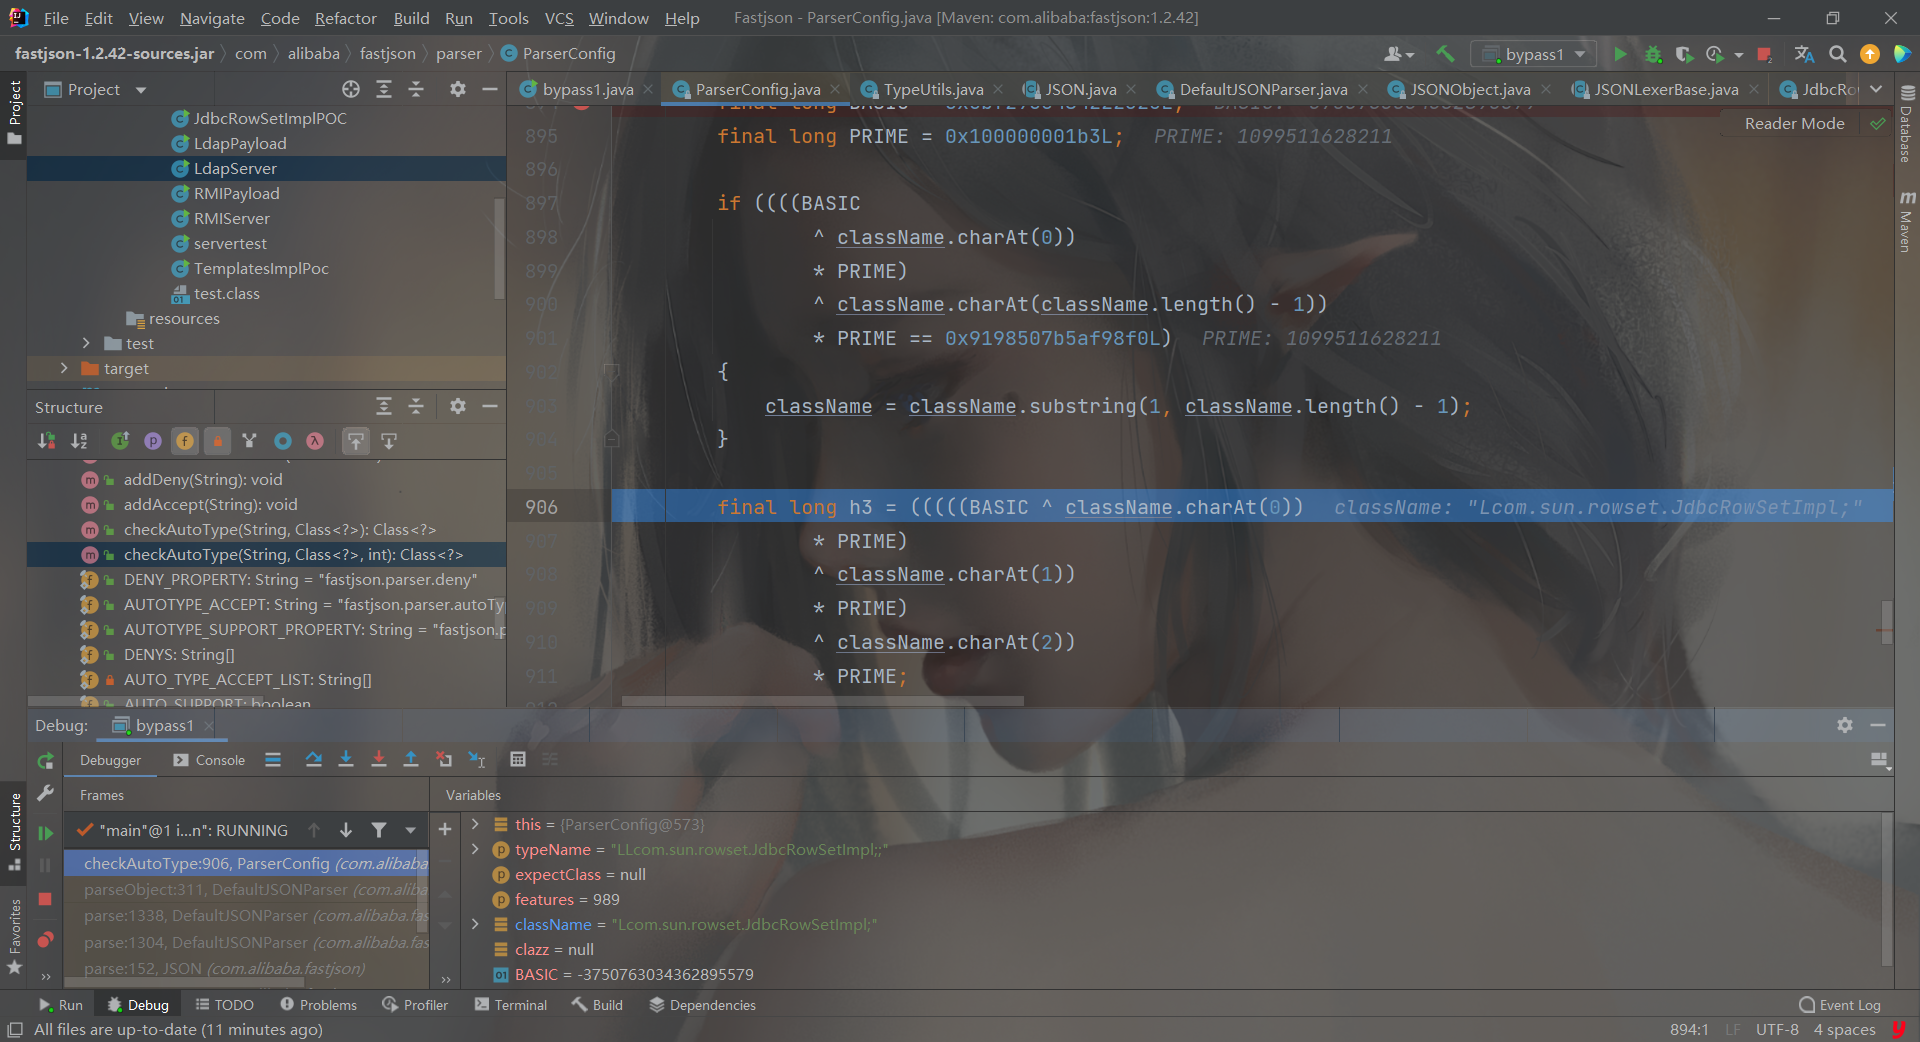 File Edit View Navigate Code Refactor Build Run Tools VCS Window Help Fastjson - ParserConfig.java [Maven: com.alibaba:fastjson:1.2.42]
fastjson-1.2.42-sources.jar com alibaba fastjson parser ParserConfig bypass1
Project
bypass1.java ParserConfig.java TypeUtils.java JSON.java DefaultJSONParser.java JSONObject.java JSONLexerBase.java JdbcRo
Project
Database
Maven
Reader Mode
JdbcRowSetImplPOC
LdapPayload
LdapServer
RMIPayload
RMIServer
servertest
TemplatesImplPoc
test.class
resources
test
target
895 final long PRIME = 0x100000001b3L; PRIME: 1099511628211
896
897 if ((((BASIC
898 ^ className.charAt(0))
899 * PRIME)
900 ^ className.charAt(className.length() - 1))
901 * PRIME == 0x9198507b5af98f0L) PRIME: 1099511628211
902 {
903 className = className.substring(1, className.length() - 1);
904 }
905
906 final long h3 = (((((BASIC ^ className.charAt(0)) className: "Lcom.sun.rowset.JdbcRowSetImpl;"
907 * PRIME)
908 ^ className.charAt(1))
909 * PRIME)
910 ^ className.charAt(2))
911 * PRIME;
Structure
addDeny(String): void
addAccept(String): void
checkAutoType(String, Class<?>): Class<?>
checkAutoType(String, Class<?>, int): Class<?>
DENY_PROPERTY: String = "fastjson.parser.deny"
AUTOTYPE_ACCEPT: String = "fastjson.parser.autoTy
AUTOTYPE_SUPPORT_PROPERTY: String = "fastjson.p
DENYS: String[]
AUTO_TYPE_ACCEPT_LIST: String[]
AUTO_SUPPORT: boolean
Debug: bypass1
Debugger Console
Frames
Variables
Structure
Favorites
"main"@1 i...n": RUNNING
checkAutoType:906, ParserConfig (com.alibaba
parseObject:311, DefaultJSONParser (com.aliba
parse:1338, DefaultJSONParser (com.alibaba.fas
parse:1304, DefaultJSONParser (com.alibaba.fas
parse:152, JSON (com.alibaba.fastjson)
this = {ParserConfig@573}
typeName = "LLcom.sun.rowset.JdbcRowSetImpl;;"
expectClass = null
features = 989
className = "Lcom.sun.rowset.JdbcRowSetImpl;"
clazz = null
BASIC = -3750763034362895579
Run Debug TODO Problems Profiler Terminal Build Dependencies Event Log
All files are up-to-date (11 minutes ago) 894:1 LF UTF-8 4 spaces